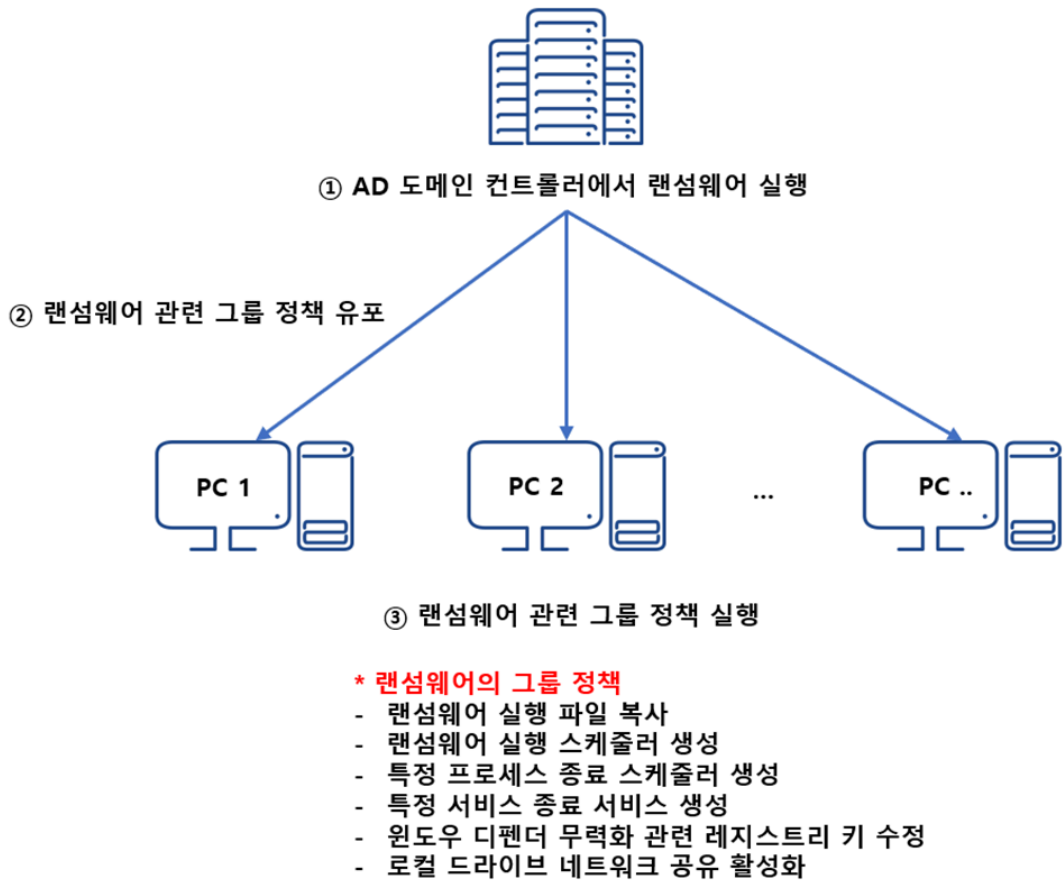 ① AD 도메인 컨트롤러에서 랜섬웨어 실행
② 랜섬웨어 관련 그룹 정책 유포
PC 1
PC 2
...
PC ..
③ 랜섬웨어 관련 그룹 정책 실행
* 랜섬웨어의 그룹 정책
- 랜섬웨어 실행 파일 복사
- 랜섬웨어 실행 스케줄러 생성
- 특정 프로세스 종료 스케줄러 생성
- 특정 서비스 종료 서비스 생성
- 윈도우 디펜더 무력화 관련 레지스트리 키 수정
- 로컬 드라이브 네트워크 공유 활성화